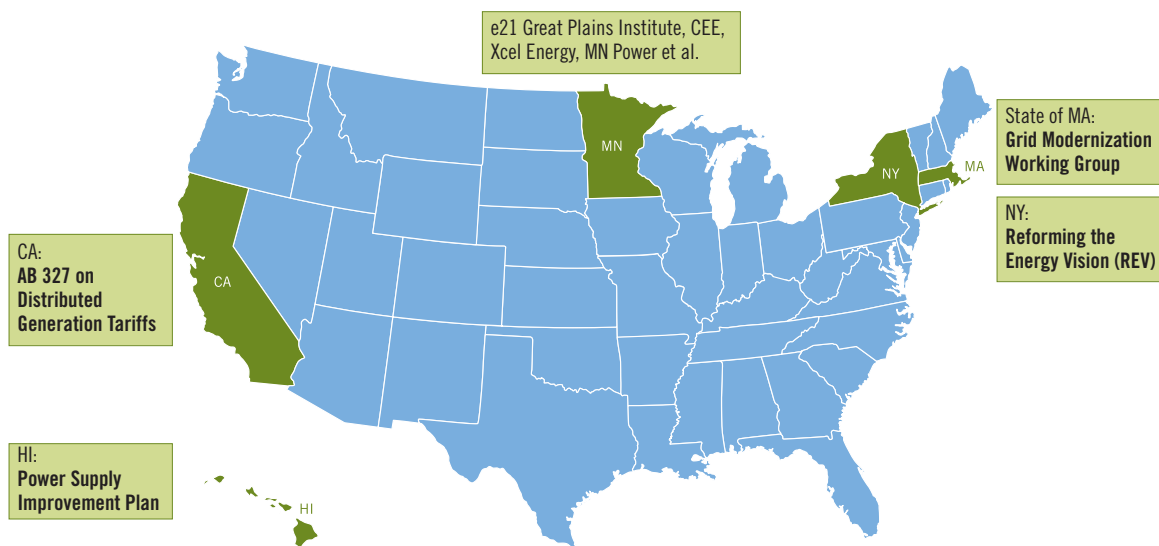 e21 Great Plains Institute, CEE,
Xcel Energy, MN Power et al.
MN
State of MA:
Grid Modernization
Working Group
MA
NY
NY:
Reforming the
Energy Vision (REV)
CA:
AB 327 on
Distributed
Generation Tariffs
CA
HI:
Power Supply
Improvement Plan
HI